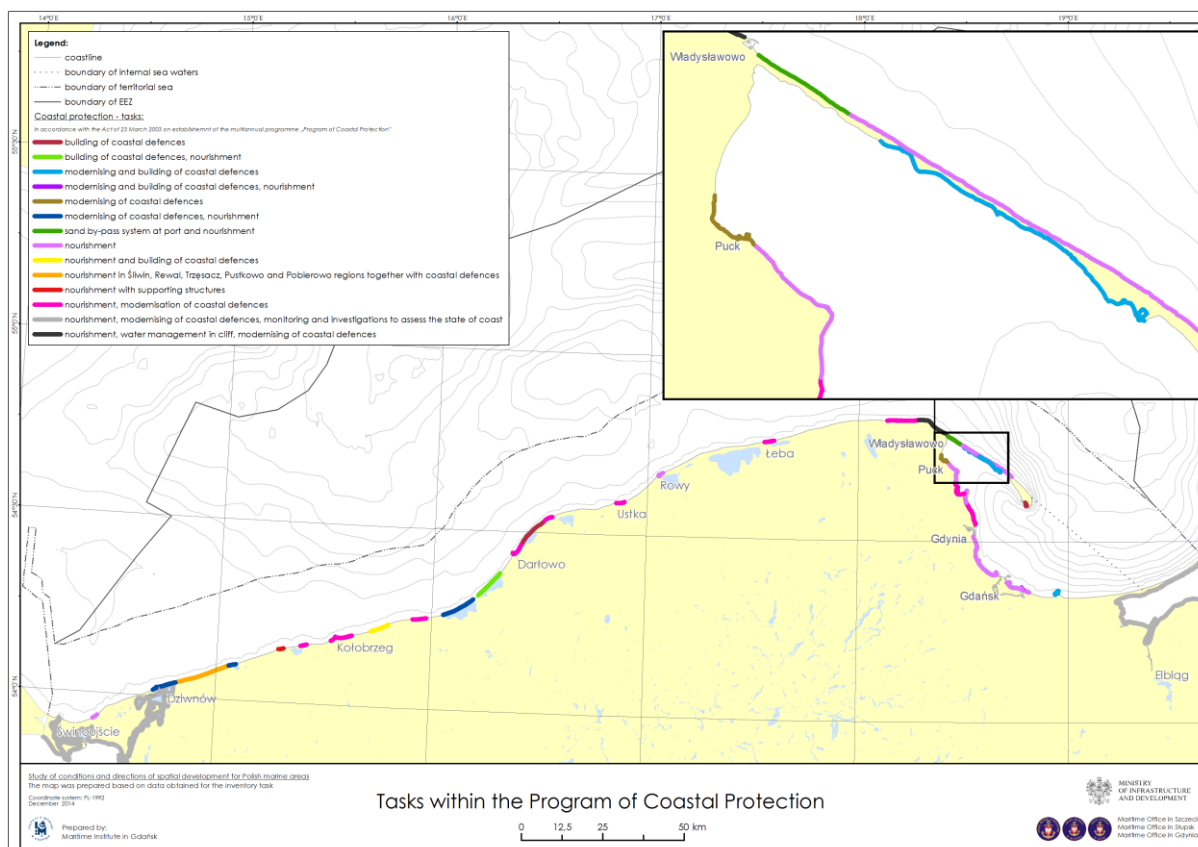 14°0'E 15°0'E 16°0'E 17°0'E 18°0'E 19°0'E
Legend:
coastline
boundary of internal sea waters
boundary of territorial sea
boundary of EEZ
Coastal protection - tasks:
In accordance with the Act of 23 March 2003 on establishemnt of the multiannual programme „Program of Coastal Protection"
building of coastal defences
building of coastal defences, nourishment
modernising and building of coastal defences
modernising and building of coastal defences, nourishment
modernising of coastal defences
modernising of coastal defences, nourishment
sand by-pass system at port and nourishment
nourishment
nourishment and building of coastal defences
nourishment in Śliwin, Rewal, Trzęsacz, Pustkowo and Pobierowo regions together with coastal defences
nourishment with supporting structures
nourishment, modernisation of coastal defences
nourishment, modernising of coastal defences, monitoring and investigations to assess the state of coast
nourishment, water management in cliff, modernising of coastal defences
55°30'N
55°0'N
54°30'N
54°0'N
Władysławowo
Puck
Władysławowo
Puck
Łeba
Rowy
Ustka
Darłowo
Gdynia
Gdańsk
Kołobrzeg
Elbląg
Dziwnów
Świnoujście
Study of conditions and directions of spatial development for Polish marine areas
The map was prepared based on data obtained for the inventory task
Coordinate system: PL-1992
December 2014
Prepared by:
Maritime Institute in Gdańsk
Tasks within the Program of Coastal Protection
0 12,5 25 50 km
MINISTRY
OF INFRASTRUCTURE
AND DEVELOPMENT
Maritime Office in Szczeci
Maritime Office in Słupsk
Maritime Office in Gdynia